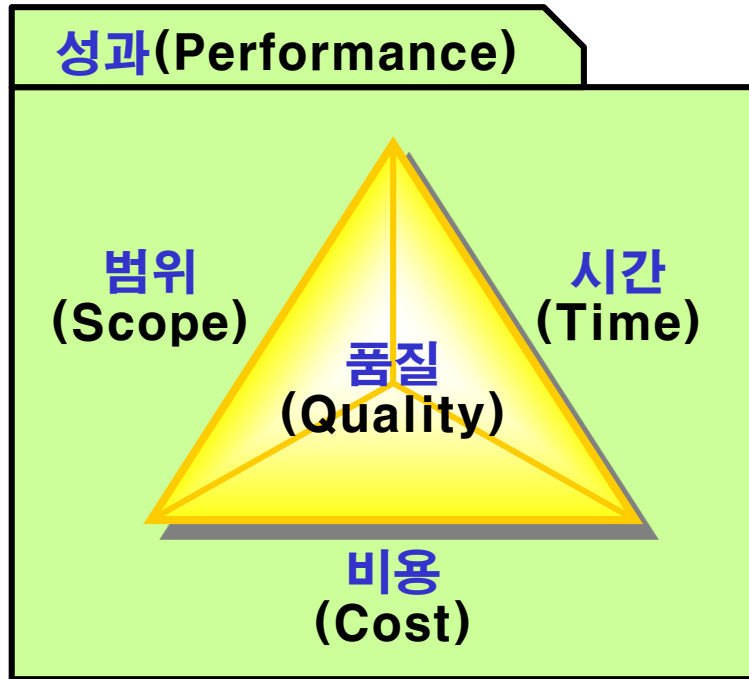 성과(Performance)
범위
(Scope)
시간
(Time)
품질
(Quality)
비용
(Cost)